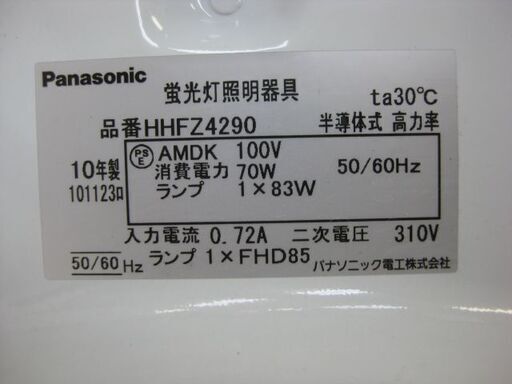 Panasonic 蛍光灯照明器具 ta30℃
品番HHFZ4290 半導体式 高力率
10年製 PSE AMDK 100V 50/60Hz
101123ロ 消費電力 70W
ランプ 1×83W
入力電流 0.72A 二次電圧 310V
50/60Hz ランプ 1×FHD85 パナソニック電工株式会社